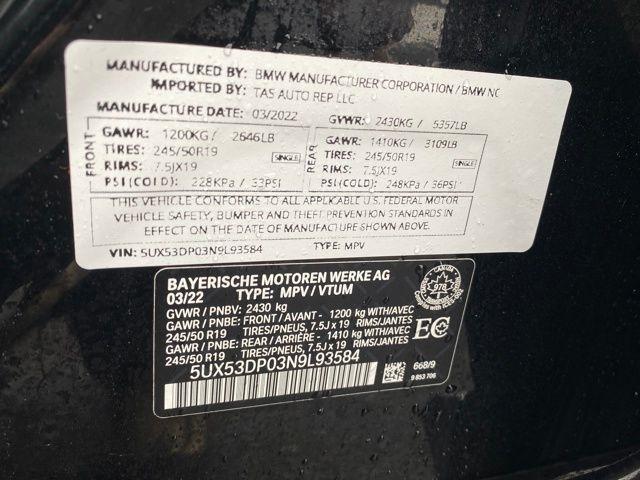 MANUFACTURED BY: BMW MANUFACTURER CORPORATION / BMW NC
IMPORTED BY: TAS AUTO REP LLC
MANUFACTURE DATE: 03/2022 GVWR: 2430KG / 5357LB
FRONT
GAWR: 1200KG / 2646LB
TIRES: 245/50R19
SINGLE
RIMS: 7.5JX19
PSI(COLD): 228KPa / 33PSI
REAR
GAWR: 1410KG / 3109LB
TIRES: 245/50R19
SINGLE
RIMS: 7.5JX19
PSI(COLD): 248KPa / 36PSI
THIS VEHICLE CONFORMS TO ALL APPLICABLE U.S. FEDERAL MOTOR
VEHICLE SAFETY, BUMPER AND THEFT PREVENTION STANDARDS IN
EFFECT ON THE DATE OF MANUFACTURE SHOWN ABOVE.
VIN: 5UX53DP03N9L93584 TYPE: MPV
BAYERISCHE MOTOREN WERKE AG
03/22 TYPE: MPV / VTUM
GVWR / PNBV: 2430 kg
GAWR / PNBE: FRONT / AVANT - 1200 kg WITH/AVEC
245/50 R19 TIRES/PNEUS, 7.5J x 19 RIMS/JANTES
GAWR / PNBE: REAR / ARRIÈRE - 1410 kg WITH/AVEC
245/50 R19 TIRES/PNEUS, 7.5J x 19 RIMS/JANTES
5UX53DP03N9L93584
978
EC
668/9
9 853 706